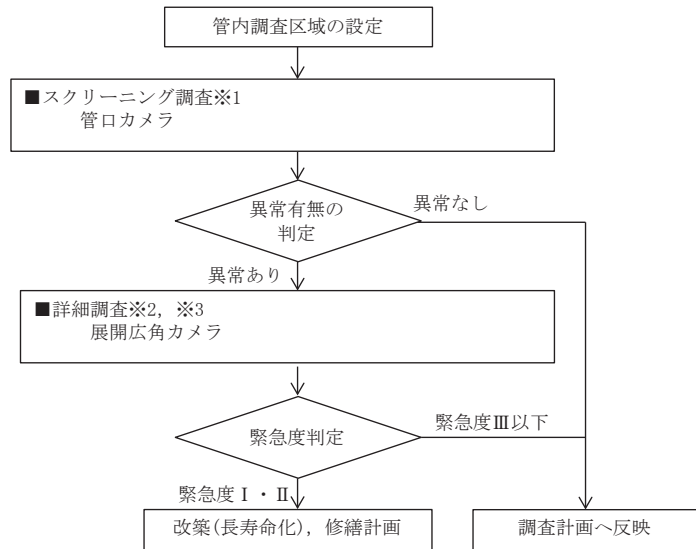 管内調査区域の設定
■スクリーニング調査※1
管口カメラ
異常有無の
判定
異常なし
異常あり
■詳細調査※2，※3
展開広角カメラ
緊急度判定
緊急度Ⅲ以下
緊急度Ⅰ・Ⅱ
改築(長寿命化)，修繕計画
調査計画へ反映